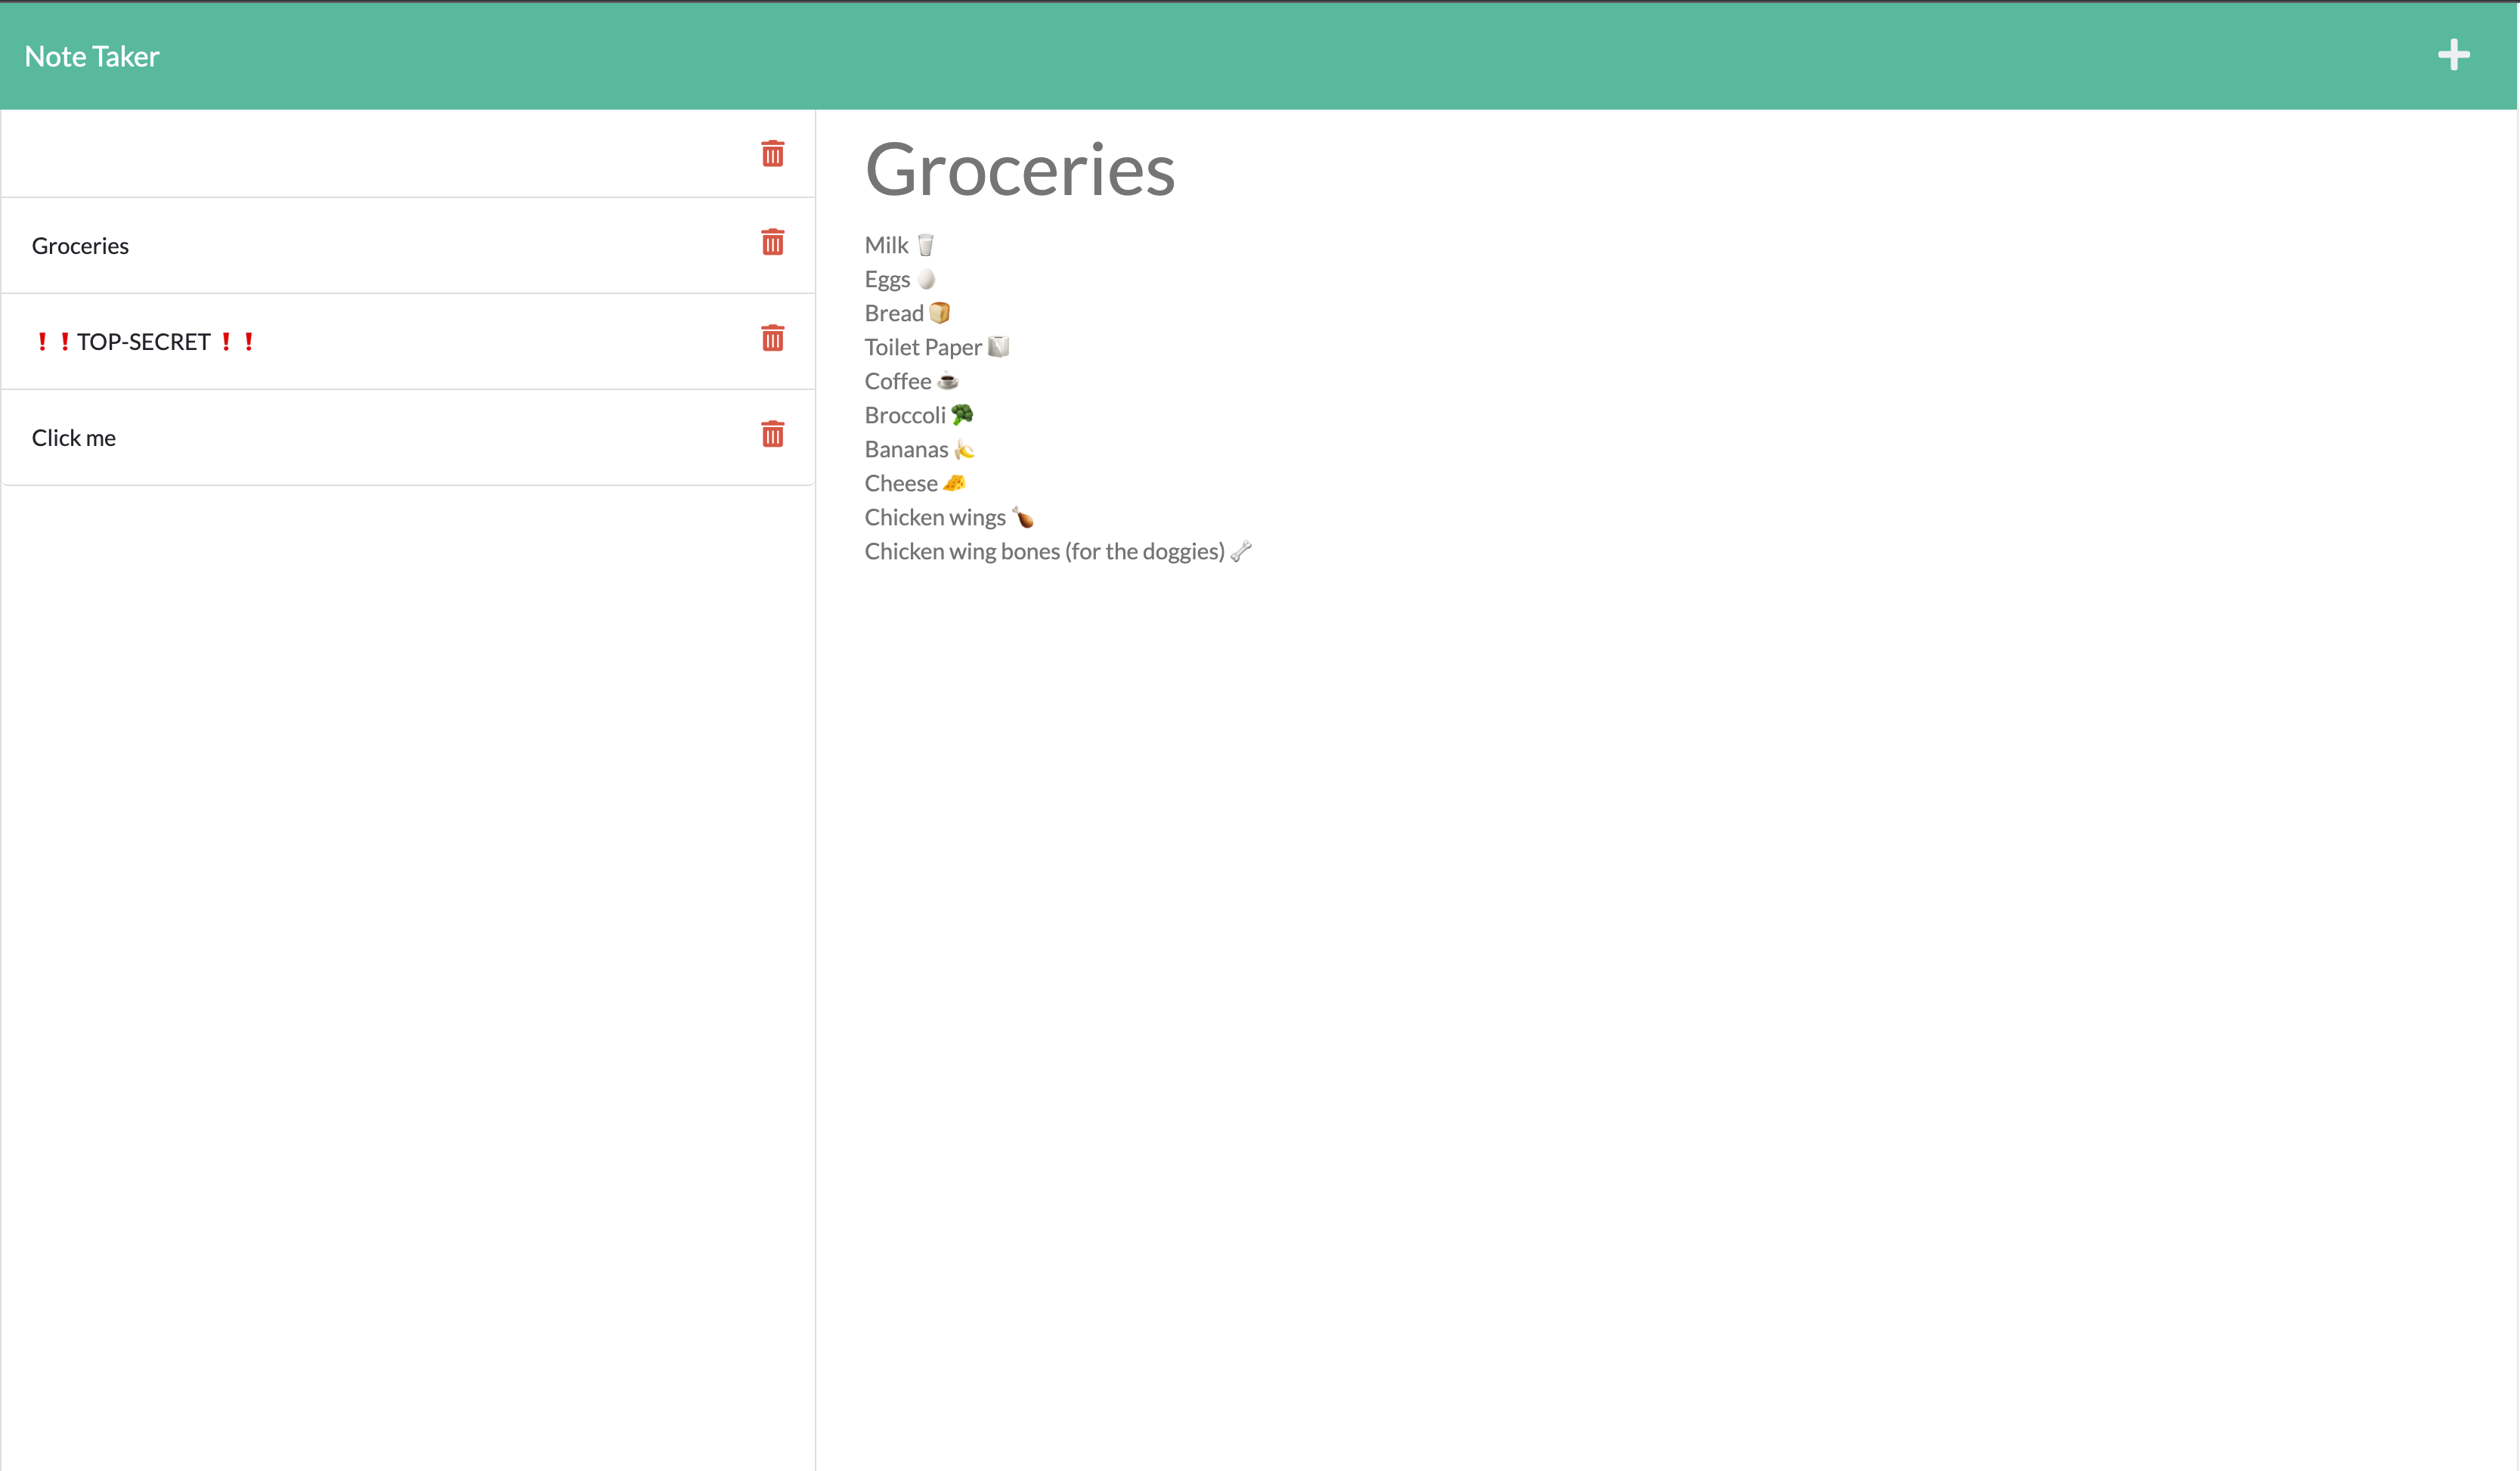 Note Taker
Groceries
❗❗TOP-SECRET❗❗
Click me
Groceries
Milk 🥛
Eggs 🥚
Bread 🍞
Toilet Paper 🧻
Coffee ☕
Broccoli 🥦
Bananas 🍌
Cheese 🧀
Chicken wings 🍗
Chicken wing bones (for the doggies) 🦴